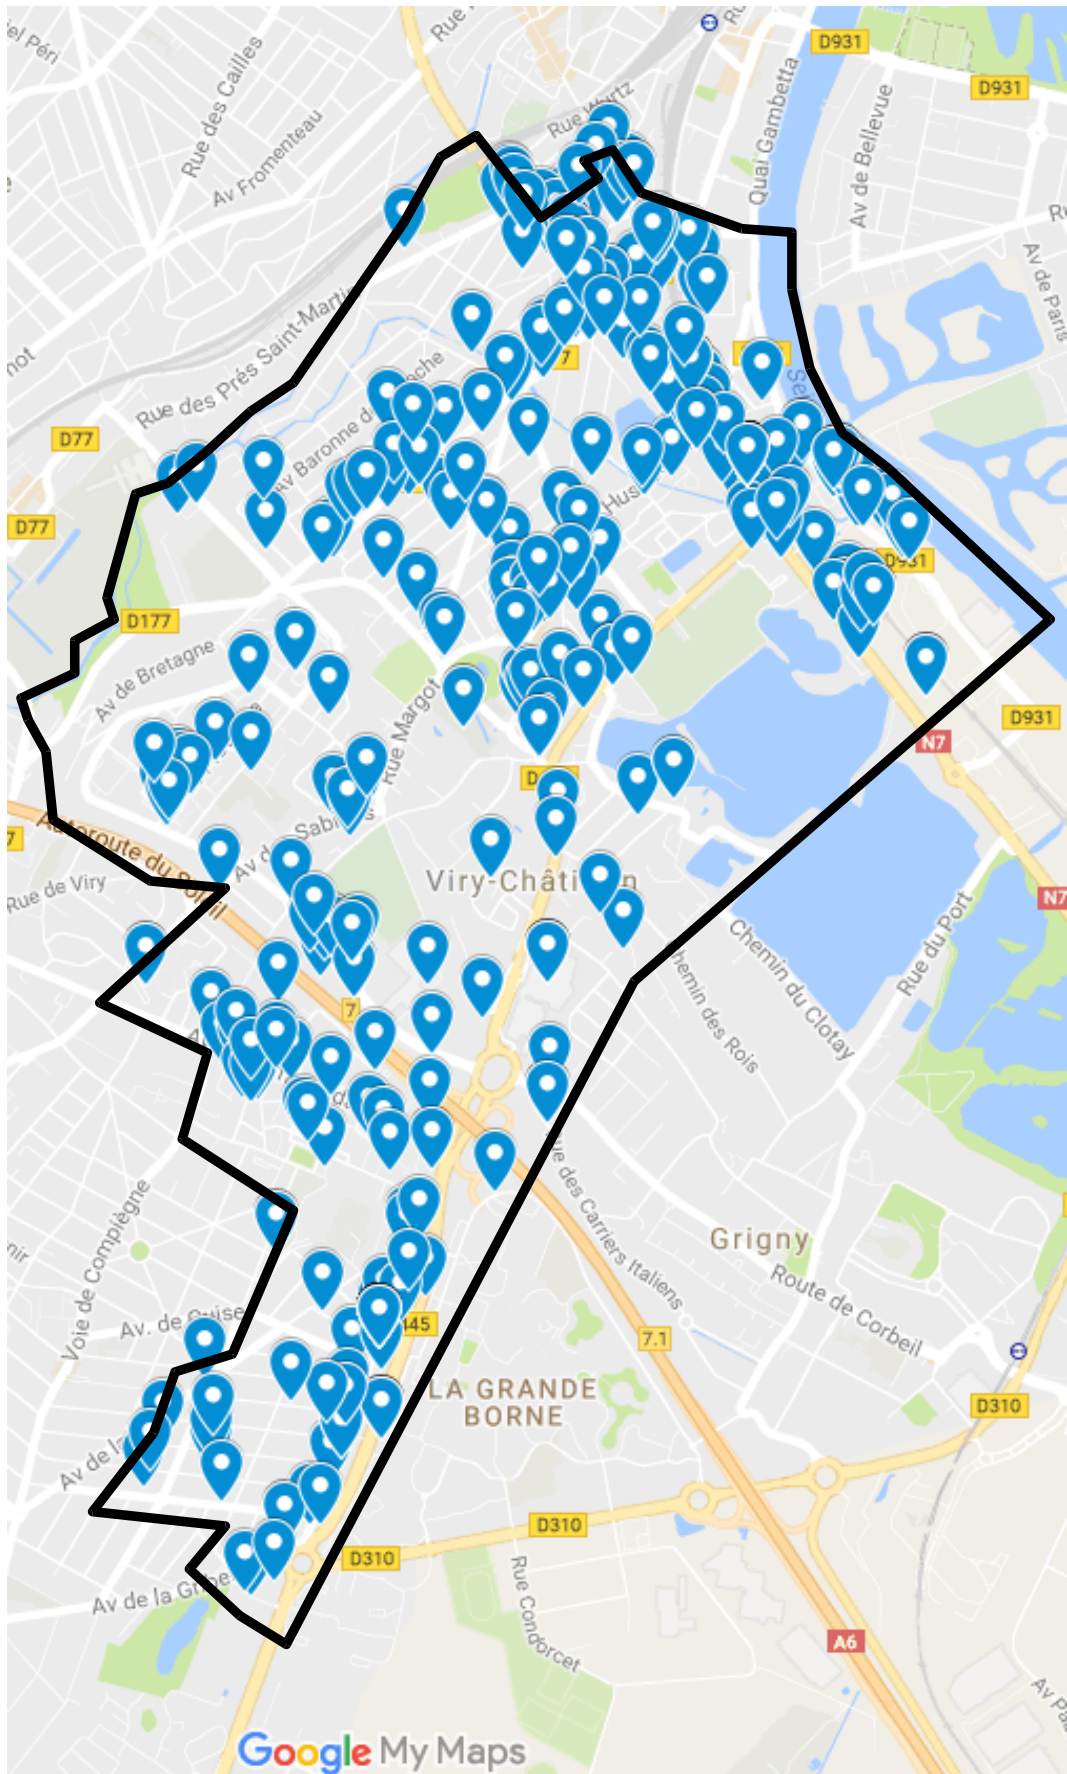 D931
D931
Rue des Cailles
Rue Wurtz
Av Fromenteau
Quai Gambetta
Av de Bellevue
Av de Paris
Rue des Prés Saint-Martin
D77
D77
Av Baronne
D931
D177
Av de Bretagne
Rue Margot
D931
N7
Autoroute du Soleil
Rue de Viry
Viry-Châtillon
N7
Rue du Port
Chemin du Clotay
Chemin des Rois
7
Rue des Carriers Italiens
Voie de Compiègne
Grigny
Route de Corbeil
Av. de Guise
7.1
LA GRANDE
BORNE
D310
D310
D310
Av de la Gribe
Rue Condorcet
A6
Google My Maps